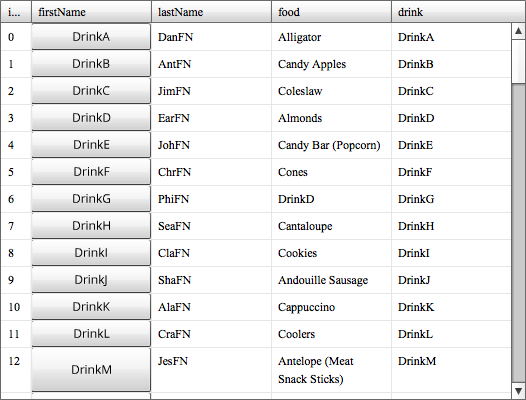 i... firstName lastName food drink
0 DrinkA DanFN Alligator DrinkA
1 DrinkB AntFN Candy Apples DrinkB
2 DrinkC JimFN Coleslaw DrinkC
3 DrinkD EarFN Almonds DrinkD
4 DrinkE JohFN Candy Bar (Popcorn) DrinkE
5 DrinkF ChrFN Cones DrinkF
6 DrinkG PhiFN DrinkD DrinkG
7 DrinkH SeaFN Cantaloupe DrinkH
8 DrinkI ClaFN Cookies DrinkI
9 DrinkJ ShaFN Andouille Sausage DrinkJ
10 DrinkK AlaFN Cappuccino DrinkK
11 DrinkL CraFN Coolers DrinkL
12 DrinkM JesFN Antelope (Meat DrinkM
Snack Sticks)